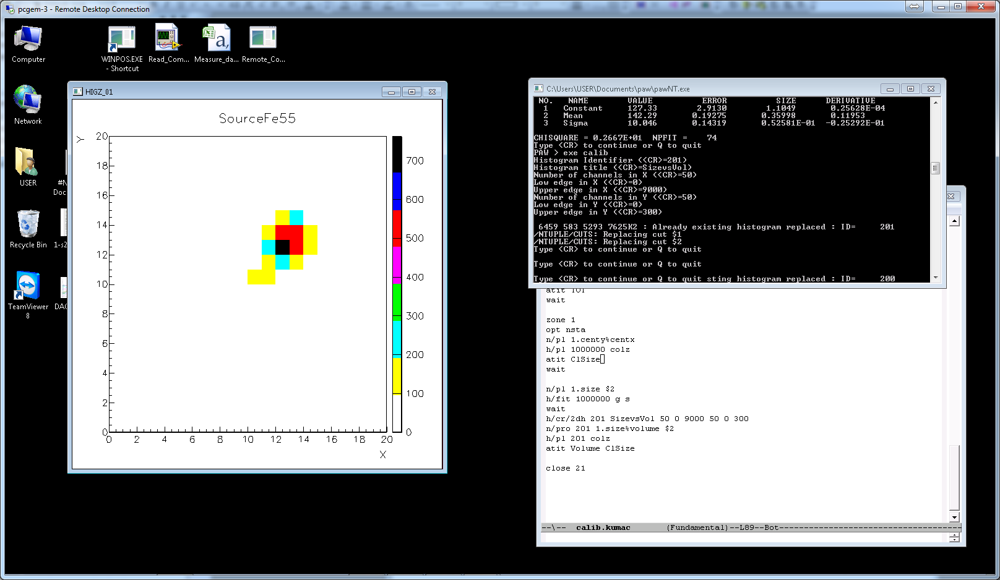 pcgem-3 - Remote Desktop Connection
Computer
WINPOS.EXE
- Shortcut
Read_Com...
Measure_da...
Remote_Co...
Network
USER
#N
Doc
Recycle Bin
1-s2
TeamViewer
8
DAC
HIGZ_01
SourceFe55
Y
20
18
16
14
12
10
8
6
4
2
0
0 2 4 6 8 10 12 14 16 18 20
X
700
600
500
400
300
200
100
0
C:\Users\USER\Documents\paw\pawNT.exe
NO. NAME VALUE ERROR SIZE DERIVATIVE
1 Constant 127.33 2.9130 1.1049 0.25628E-04
2 Mean 142.29 0.19275 0.35998 0.11953
3 Sigma 10.046 0.14319 0.52581E-01 -0.25292E-01
CHISQUARE = 0.2667E+01 NPFIT = 74
Type <CR> to continue or Q to quit
PAW > exe calib
Histogram Identifier (<CR>=201)
Histogram title (<CR>=SizevsVol)
Number of channels in X (<CR>=50)
Low edge in X (<CR>=0)
Upper edge in X (<CR>=9000)
Number of channels in Y (<CR>=50)
Low edge in Y (<CR>=0)
Upper edge in Y (<CR>=300)
6459 583 5293 7625K2 : Already existing histogram replaced : ID= 201
/NTUPLE/CUTS: Replacing cut $1
/NTUPLE/CUTS: Replacing cut $2
Type <CR> to continue or Q to quit
Type <CR> to continue or Q to quit
Type <CR> to continue or Q to quit sting histogram replaced : ID= 200
wait
zone 1
opt nsta
n/pl 1.centy%centx
h/pl 1000000 colz
atit ClSize
wait
n/pl 1.size $2
h/fit 1000000 g s
wait
h/cr/2dh 201 SizevsVol 50 0 9000 50 0 300
n/pro 201 1.size%volume $2
h/pl 201 colz
atit Volume ClSize
close 21
--\-- calib.kumac (Fundamental)--L89--Bot----------------------------------